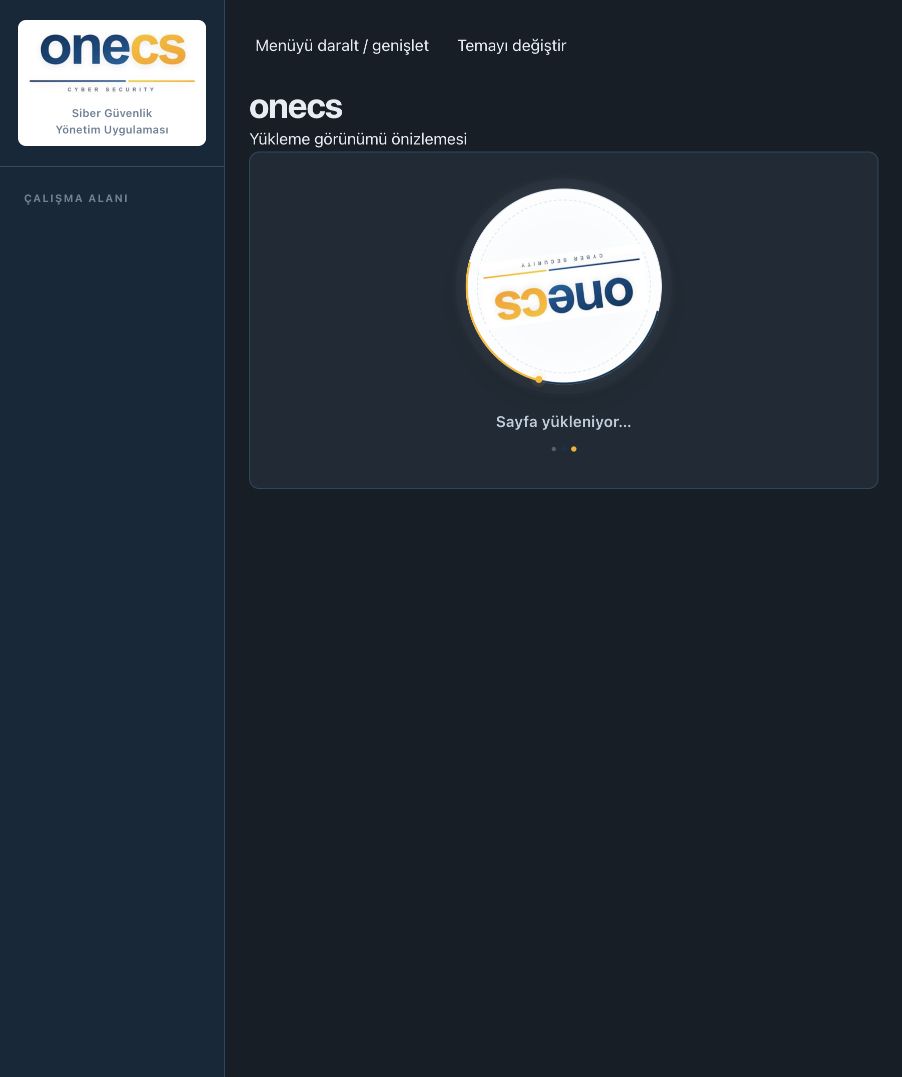 onecs
CYBER SECURITY
Siber Güvenlik
Yönetim Uygulaması
ÇALIŞMA ALANI
Menüyü daralt / genişlet
Temayı değiştir
onecs
Yükleme görünümü önizlemesi
onecs
CYBER SECURITY
Sayfa yükleniyor...